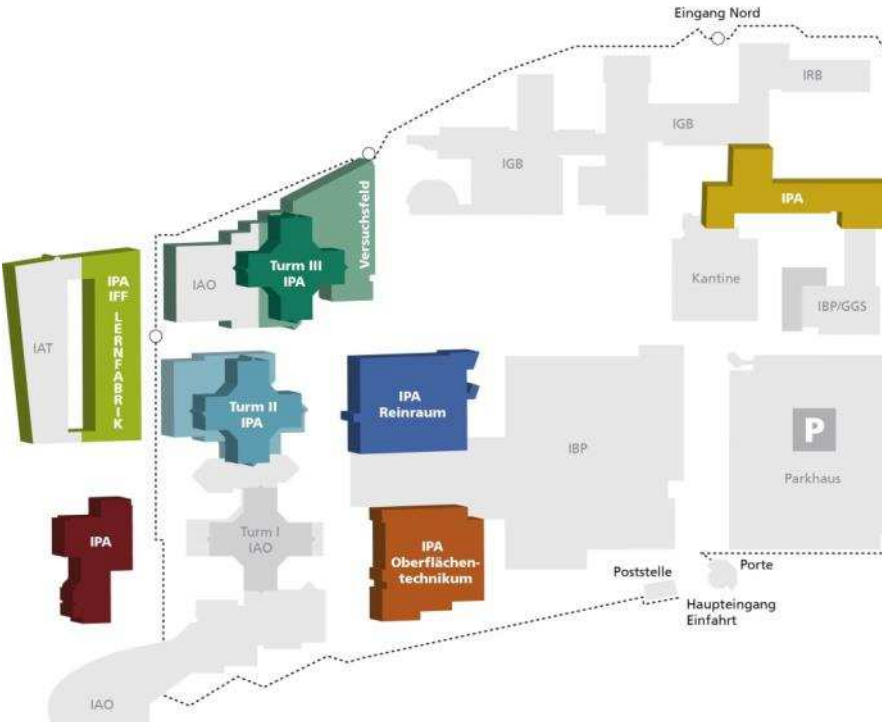 Eingang Nord
IRB
IGB
IGB
IPA
Versuchsfeld
Turm III
IPA
IAO
Kantine
IBP/GGS
IPA
IFF
LERNFABRIK
IAT
Turm II
IPA
IPA
Reinraum
P
Parkhaus
IBP
IPA
Turm I
IAO
IPA
Oberflächen-
technikum
Poststelle
Porte
Haupteingang
Einfahrt
IAO